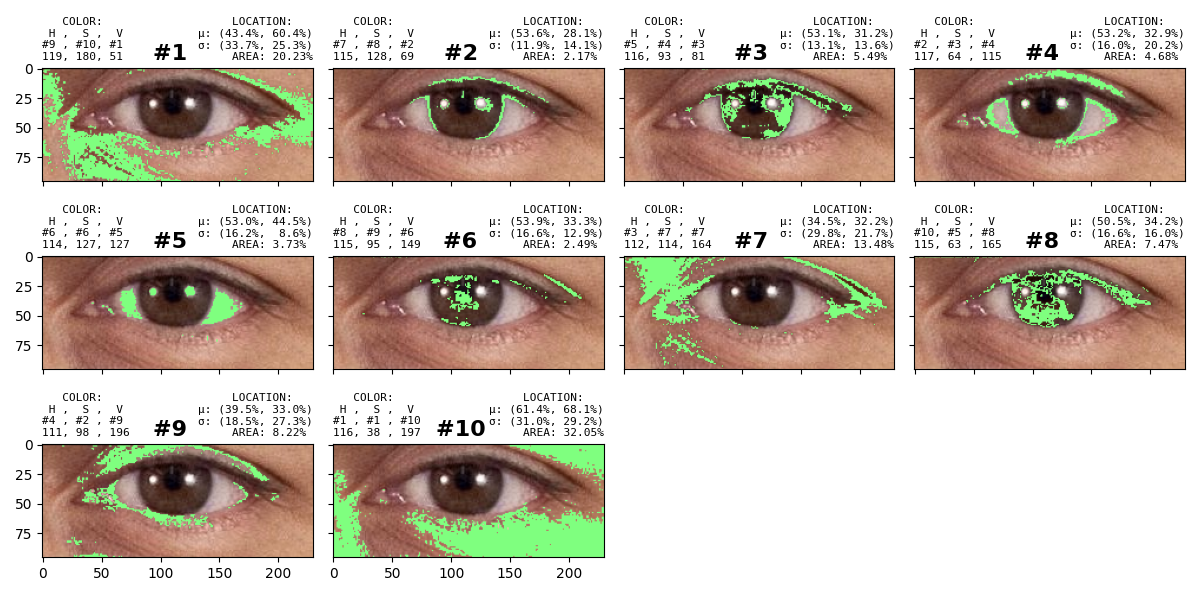 COLOR: LOCATION:
H , S , V μ: (43.4%, 60.4%)
#9 , #10, #1 #1 σ: (33.7%, 25.3%)
119, 180, 51 AREA: 20.23%
COLOR: LOCATION:
H , S , V μ: (53.6%, 28.1%)
#7 , #8 , #2 #2 σ: (11.9%, 14.1%)
115, 128, 69 AREA: 2.17%
COLOR: LOCATION:
H , S , V μ: (53.1%, 31.2%)
#5 , #4 , #3 #3 σ: (13.1%, 13.6%)
116, 93 , 81 AREA: 5.49%
COLOR: LOCATION:
H , S , V μ: (53.2%, 32.9%)
#2 , #3 , #4 #4 σ: (16.0%, 20.2%)
117, 64 , 115 AREA: 4.68%
0
25
50
75
COLOR: LOCATION:
H , S , V μ: (53.0%, 44.5%)
#6 , #6 , #5 #5 σ: (16.2%, 8.6%)
114, 127, 127 AREA: 3.73%
COLOR: LOCATION:
H , S , V μ: (53.9%, 33.3%)
#8 , #9 , #6 #6 σ: (16.6%, 12.9%)
115, 95 , 149 AREA: 2.49%
COLOR: LOCATION:
H , S , V μ: (34.5%, 32.2%)
#3 , #7 , #7 #7 σ: (29.8%, 21.7%)
112, 114, 164 AREA: 13.48%
COLOR: LOCATION:
H , S , V μ: (50.5%, 34.2%)
#10, #5 , #8 #8 σ: (16.6%, 16.0%)
115, 63 , 165 AREA: 7.47%
0
25
50
75
COLOR: LOCATION:
H , S , V μ: (39.5%, 33.0%)
#4 , #2 , #9 #9 σ: (18.5%, 27.3%)
111, 98 , 196 AREA: 8.22%
COLOR: LOCATION:
H , S , V μ: (61.4%, 68.1%)
#1 , #1 , #10 #10 σ: (31.0%, 29.2%)
116, 38 , 197 AREA: 32.05%
0
25
50
75
0 50 100 150 200
0 50 100 150 200